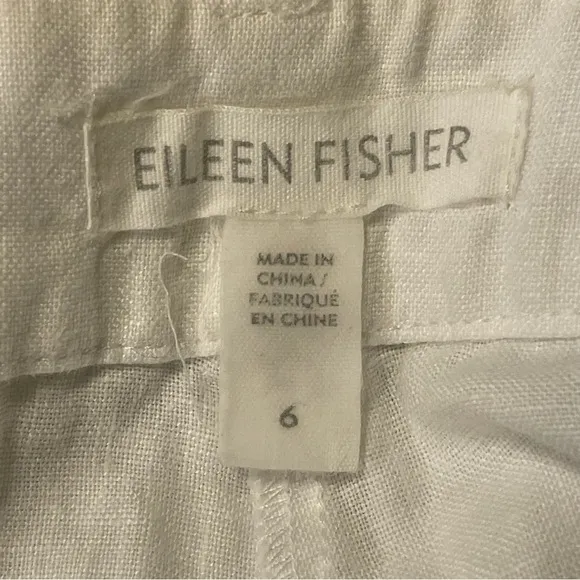 EILEEN FISHER
MADE IN
CHINA/
FABRIQUÉ
EN CHINE
6